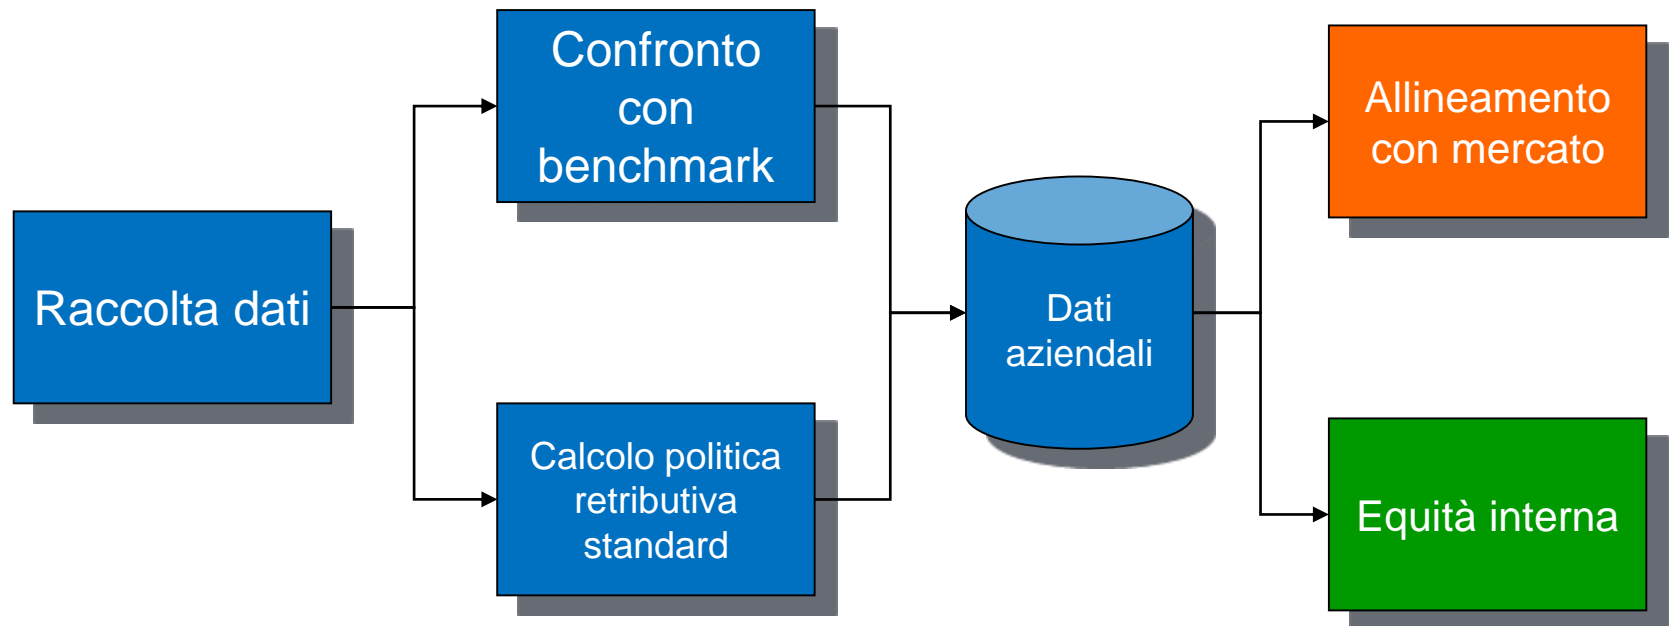 Raccolta dati
Confronto
con
benchmark
Calcolo politica
retributiva
standard
Dati
aziendali
Allineamento
con mercato
Equità interna